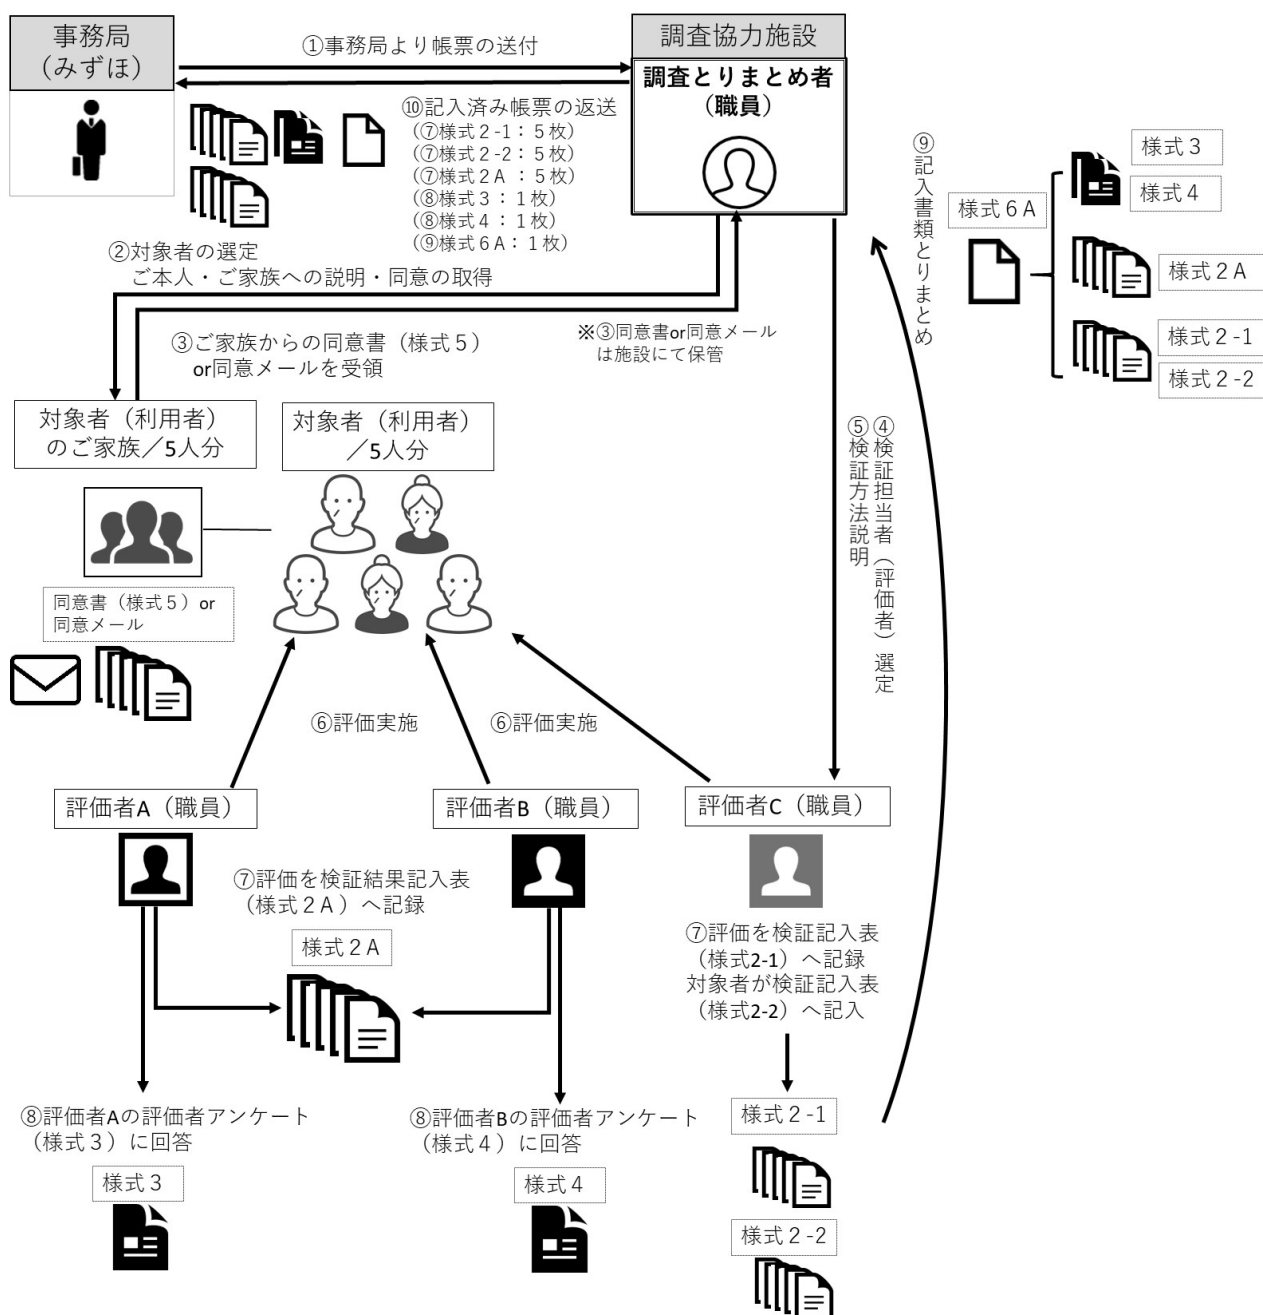 事務局
（みずほ）
①事務局より帳票の送付
調査協力施設
調査とりまとめ者
（職員）
⑩記入済み帳票の返送
（⑦様式２-1：５枚）
（⑦様式２-２：５枚）
（⑦様式２A ：５枚）
（⑧様式３：１枚）
（⑧様式４：１枚）
（⑨様式６A：１枚）
⑨記入書類とりまとめ
様式６A
様式３
様式４
様式２A
様式２-1
様式２-２
②対象者の選定
ご本人・ご家族への説明・同意の取得
③ご家族からの同意書（様式５）
or同意メールを受領
※③同意書or同意メール
は施設にて保管
対象者（利用者）
のご家族／5人分
対象者（利用者）
／5人分
④検証担当者（評価者）選定
⑤検証方法説明
同意書（様式５）or
同意メール
⑥評価実施
⑥評価実施
評価者A（職員）
評価者B（職員）
評価者C（職員）
⑦評価を検証結果記入表
（様式２A）へ記録
様式２A
⑦評価を検証記入表
（様式2-1）へ記録
対象者が検証記入表
（様式2-2）へ記入
⑧評価者Aの評価者アンケート
（様式３）に回答
様式３
⑧評価者Bの評価者アンケート
（様式４）に回答
様式４
様式２-1
様式２-２